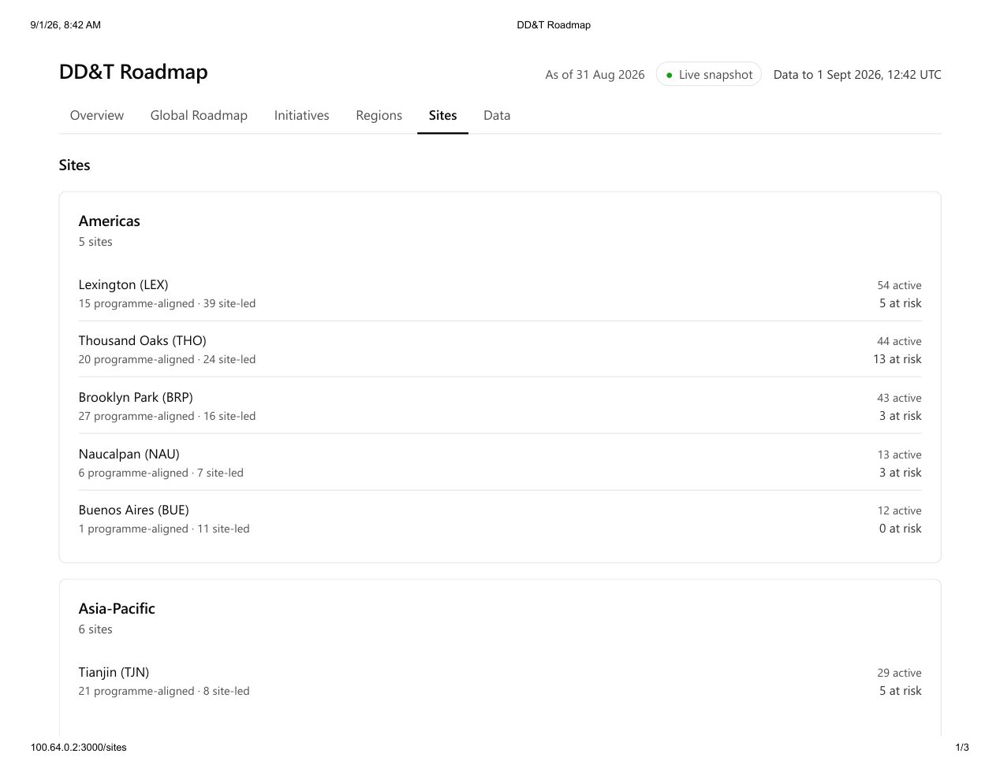 9/1/26, 8:42 AM DD&T Roadmap
DD&T Roadmap
As of 31 Aug 2026 Live snapshot Data to 1 Sept 2026, 12:42 UTC
Overview Global Roadmap Initiatives Regions Sites Data
Sites
Americas
5 sites
Lexington (LEX) 54 active
15 programme-aligned · 39 site-led 5 at risk
Thousand Oaks (THO) 44 active
20 programme-aligned · 24 site-led 13 at risk
Brooklyn Park (BRP) 43 active
27 programme-aligned · 16 site-led 3 at risk
Naucalpan (NAU) 13 active
6 programme-aligned · 7 site-led 3 at risk
Buenos Aires (BUE) 12 active
1 programme-aligned · 11 site-led 0 at risk
Asia-Pacific
6 sites
Tianjin (TJN) 29 active
21 programme-aligned · 8 site-led 5 at risk
100.64.0.2:3000/sites 1/3